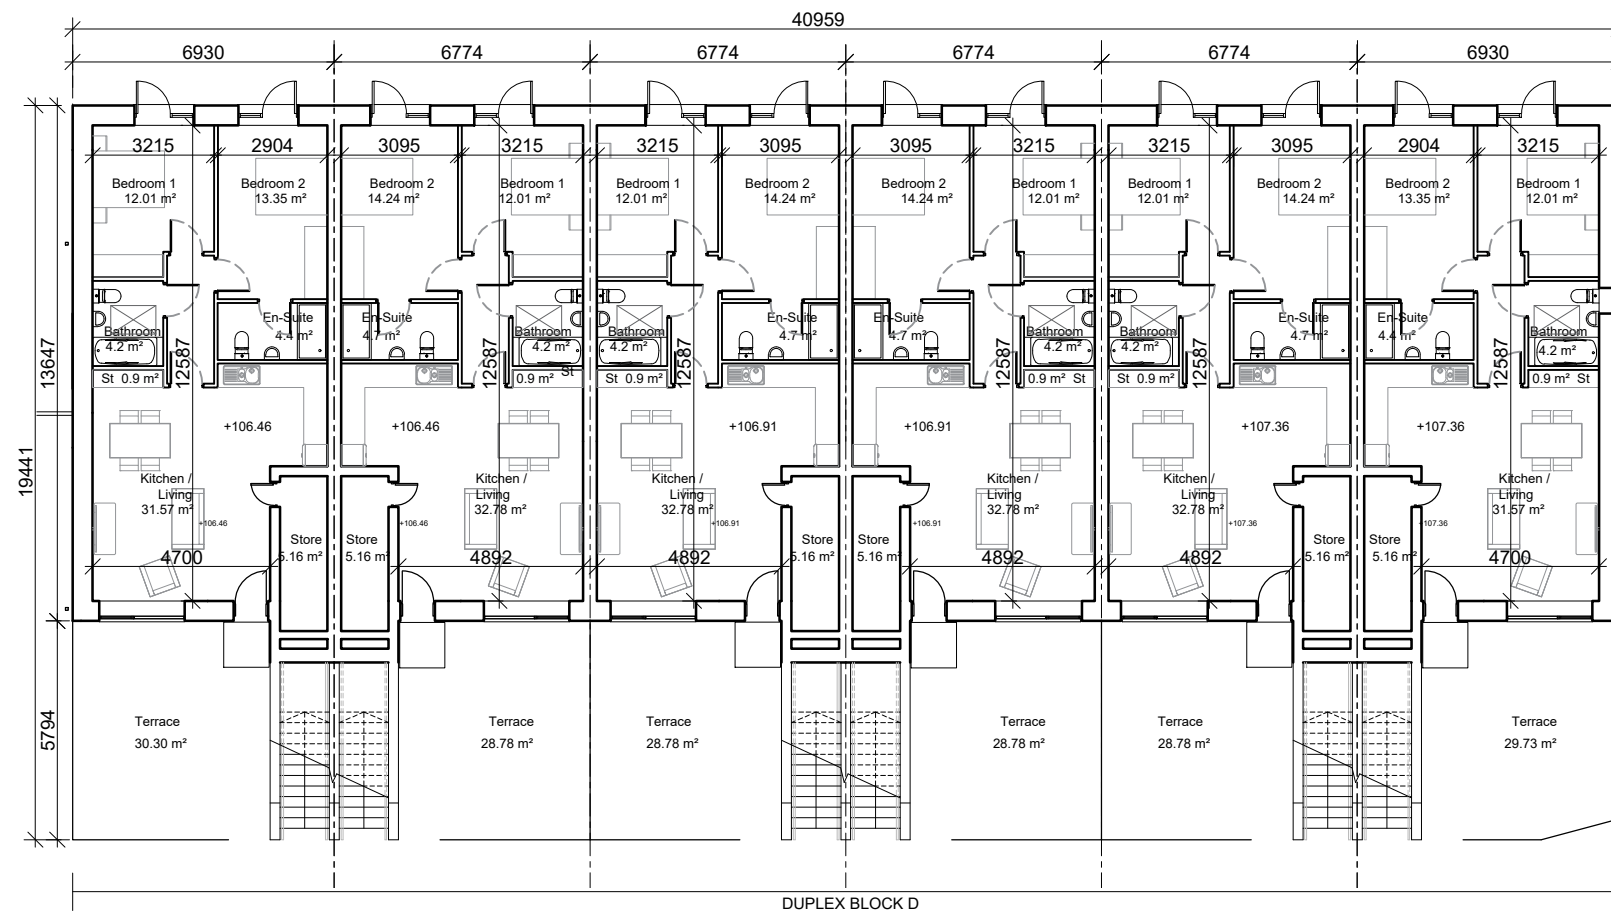 40959
6930 6774 6774 6774 6774 6930
3215 2904 3095 3215 3215 3095 3095 3215 3215 3095 2904 3215
Bedroom 1 Bedroom 2 Bedroom 2 Bedroom 1 Bedroom 1 Bedroom 2 Bedroom 2 Bedroom 1 Bedroom 1 Bedroom 2 Bedroom 2 Bedroom 1
12.01 m² 13.35 m² 14.24 m² 12.01 m² 12.01 m² 14.24 m² 14.24 m² 12.01 m² 12.01 m² 14.24 m² 13.35 m² 12.01 m²
En-Suite En-Suite En-Suite En-Suite En-Suite En-Suite
4.4 m² 4.7 m² 4.7 m² 4.7 m² 4.7 m² 4.4 m²
Bathroom Bathroom Bathroom Bathroom Bathroom Bathroom
4.2 m² 4.2 m² 4.2 m² 4.2 m² 4.2 m² 4.2 m²
13647
12587 12587 12587 12587 12587 12587
St 0.9 m² 0.9 m² St St 0.9 m² 0.9 m² St St 0.9 m² 0.9 m² St
+106.46 +106.46 +106.91 +106.91 +107.36 +107.36
19441
Kitchen / Kitchen / Kitchen / Kitchen / Kitchen / Kitchen /
Living Living Living Living Living Living
31.57 m² 32.78 m² 32.78 m² 32.78 m² 32.78 m² 31.57 m²
+106.46 +106.46 +106.91 +106.91 +107.36 +107.36
Store Store Store Store Store Store
5.16 m² 5.16 m² 5.16 m² 5.16 m² 5.16 m² 5.16 m²
4700 4892 4892 4892 4892 4700
5794
Terrace Terrace Terrace Terrace Terrace Terrace
30.30 m² 28.78 m² 28.78 m² 28.78 m² 28.78 m² 29.73 m²
DUPLEX BLOCK D